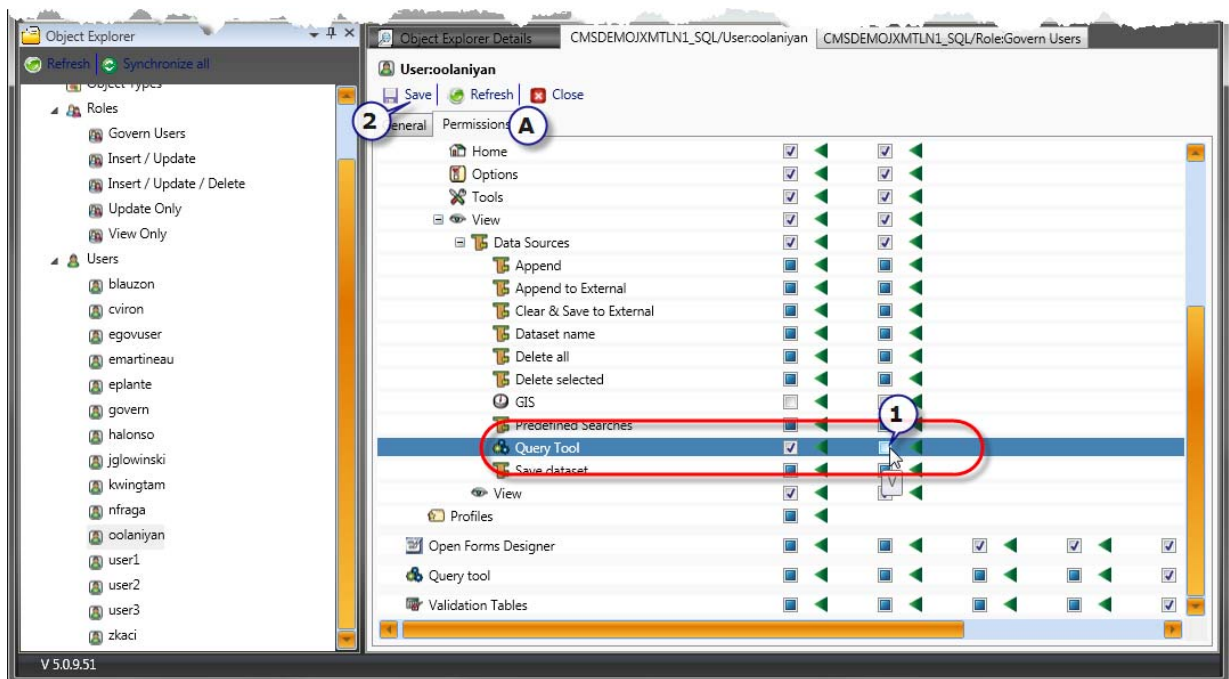 Object Explorer
Refresh Synchronize all
Object Types
Roles
Govern Users
Insert / Update
Insert / Update / Delete
Update Only
View Only
Users
blauzon
cviron
egovuser
emartineau
eplante
govern
halonso
jglowinski
kwingtam
nfraga
oolaniyan
user1
user2
user3
zkaci
V 5.0.9.51
Object Explorer Details CMSDEMOJXMTLN1_SQL/User:oolaniyan CMSDEMOJXMTLN1_SQL/Role:Govern Users
User:oolaniyan
Save Refresh Close
2 eneral Permissions A
Home
Options
Tools
View
Data Sources
Append
Append to External
Clear & Save to External
Dataset name
Delete all
Delete selected
GIS
1
Predefined Searches
Query Tool
Save dataset
V
View
Profiles
Open Forms Designer
Query tool
Validation Tables